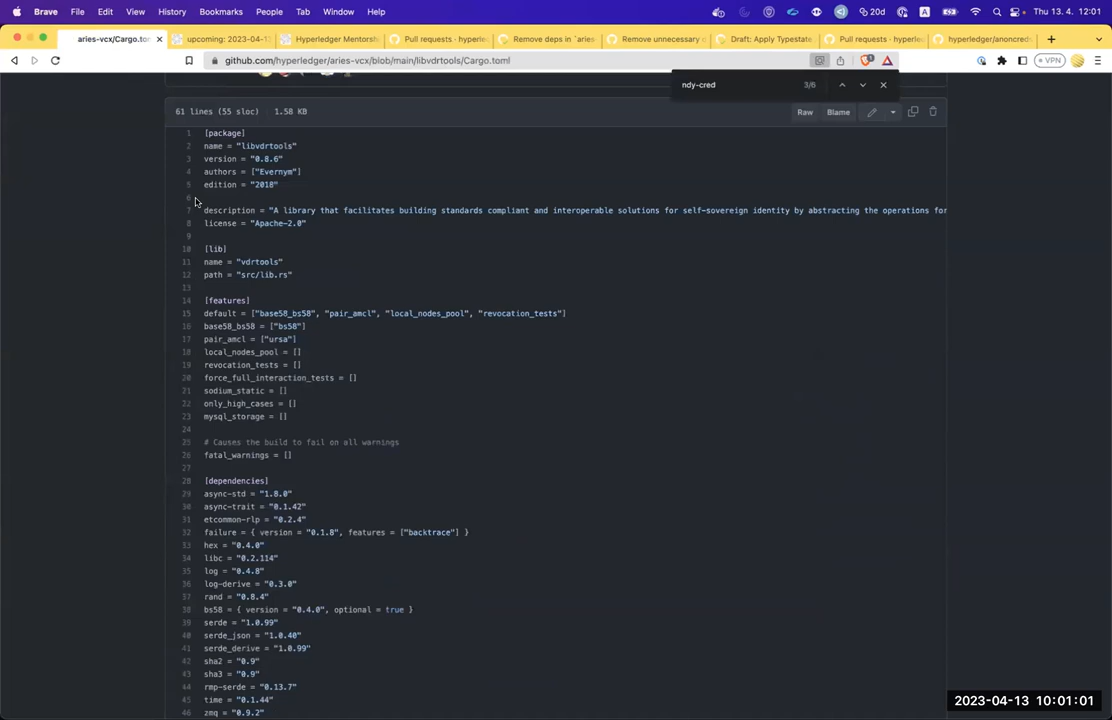 Brave File Edit View History Bookmarks People Tab Window Help 20d A Thu 13. 4. 12:01
aries-vcx/Cargo.tom upcoming: 2023-04-1 Hyperledger Mentorsh Pull requests · hyperle Remove deps in `aries Remove unnecessary c Draft: Apply Typestate Pull requests · hyperle hyperledger/anoncred
github.com/hyperledger/aries-vcx/blob/main/libvdrtools/Cargo.toml VPN
ndy-cred 3/6
61 lines (55 sloc) 1.58 KB Raw Blame
1 [package]
2 name = "libvdrtools"
3 version = "0.8.6"
4 authors = ["Evernym"]
5 edition = "2018"
6
7 description = "A library that facilitates building standards compliant and interoperable solutions for self-sovereign identity by abstracting the operations for
8 license = "Apache-2.0"
9
10 [lib]
11 name = "vdrtools"
12 path = "src/lib.rs"
13
14 [features]
15 default = ["base58_bs58", "pair_amcl", "local_nodes_pool", "revocation_tests"]
16 base58_bs58 = ["bs58"]
17 pair_amcl = ["ursa"]
18 local_nodes_pool = []
19 revocation_tests = []
20 force_full_interaction_tests = []
21 sodium_static = []
22 only_high_cases = []
23 mysql_storage = []
24
25 # Causes the build to fail on all warnings
26 fatal_warnings = []
27
28 [dependencies]
29 async-std = "1.8.0"
30 async-trait = "0.1.42"
31 etcommon-rlp = "0.2.4"
32 failure = { version = "0.1.8", features = ["backtrace"] }
33 hex = "0.4.0"
34 libc = "0.2.114"
35 log = "0.4.8"
36 log-derive = "0.3.0"
37 rand = "0.8.4"
38 bs58 = { version = "0.4.0", optional = true }
39 serde = "1.0.99"
40 serde_json = "1.0.40"
41 serde_derive = "1.0.99"
42 sha2 = "0.9"
43 sha3 = "0.9"
44 rmp-serde = "0.13.7"
45 time = "0.1.44"
46 zmq = "0.9.2"
2023-04-13 10:01:01